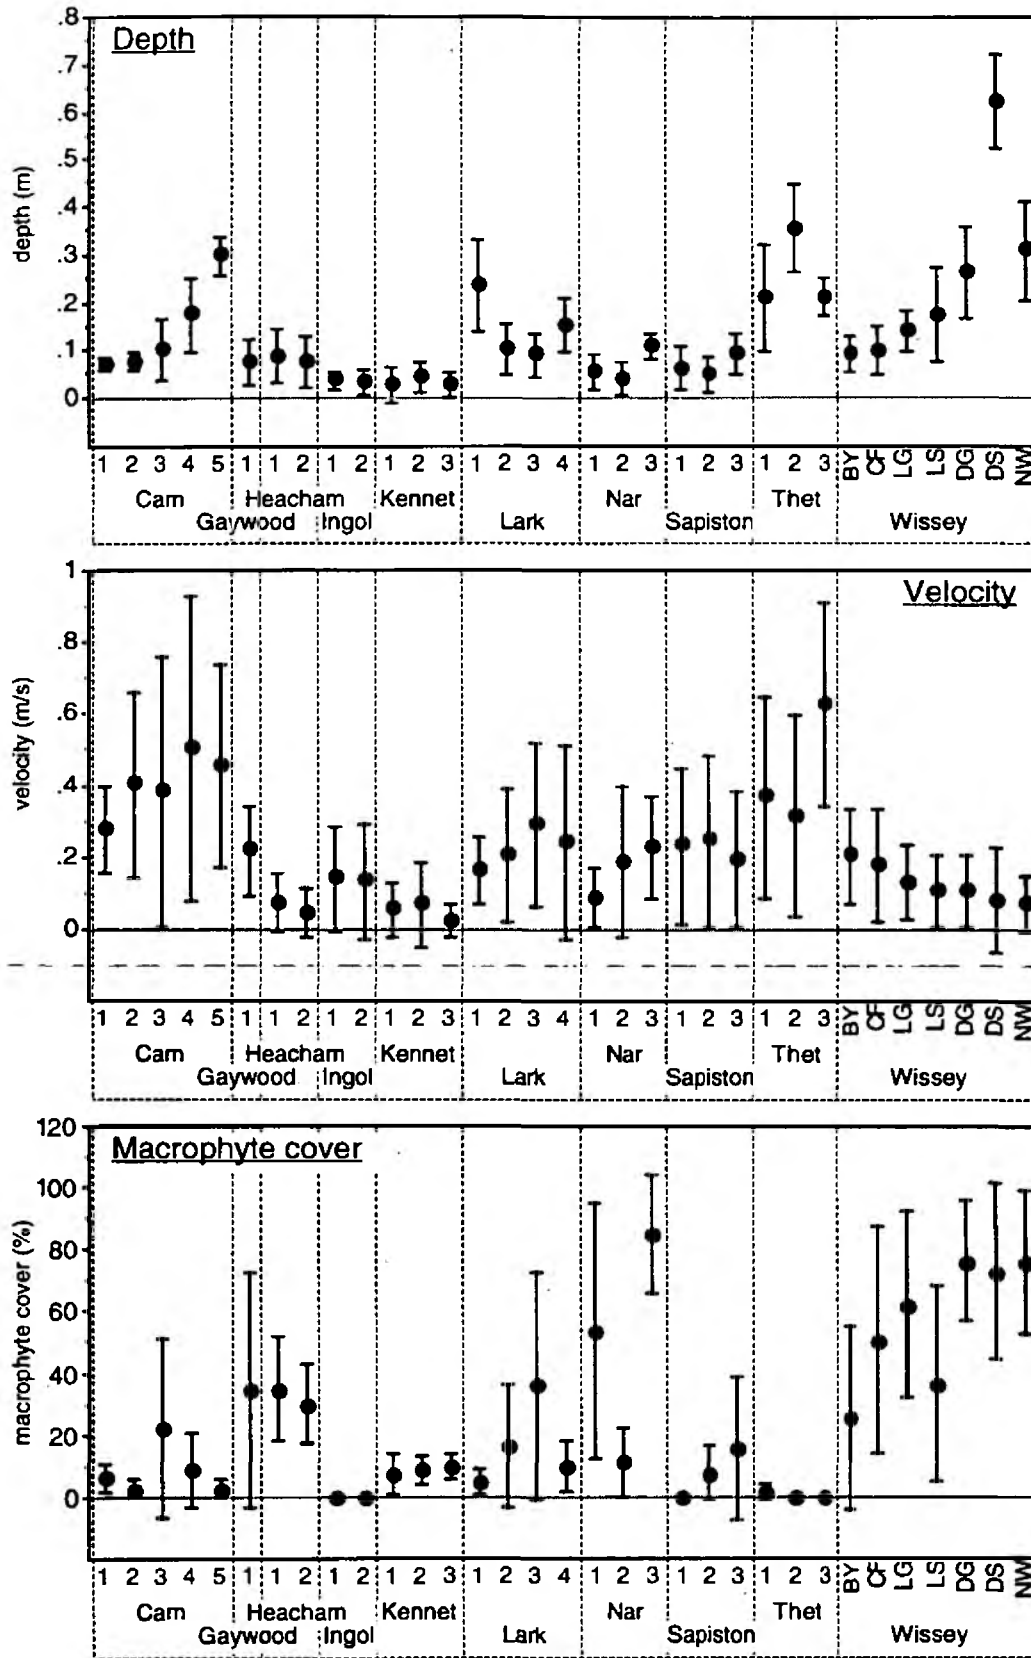 Depth
depth (m)
.8
.7
.6
.5
.4
.3
.2
.1
0
1 2 3 4 5 1 1 2 1 2 1 2 3 1 2 3 4 1 2 3 1 2 3 1 2 3 BY CF LG LS DG DS NW
Cam Heacham Kennet Nar Thet
Gaywood Ingol Lark Sapiston Wissey
Velocity
velocity (m/s)
1
.8
.6
.4
.2
0
1 2 3 4 5 1 1 2 1 2 1 2 3 1 2 3 4 1 2 3 1 2 3 1 2 3 BY CF LG LS DG DS NW
Cam Heacham Kennet Nar Thet
Gaywood Ingol Lark Sapiston Wissey
Macrophyte cover
macrophyte cover (%)
120
100
80
60
40
20
0
1 2 3 4 5 1 1 2 1 2 1 2 3 1 2 3 4 1 2 3 1 2 3 1 2 3 BY CF LG LS DG DS NW
Cam Heacham Kennet Nar Thet
Gaywood Ingol Lark Sapiston Wissey